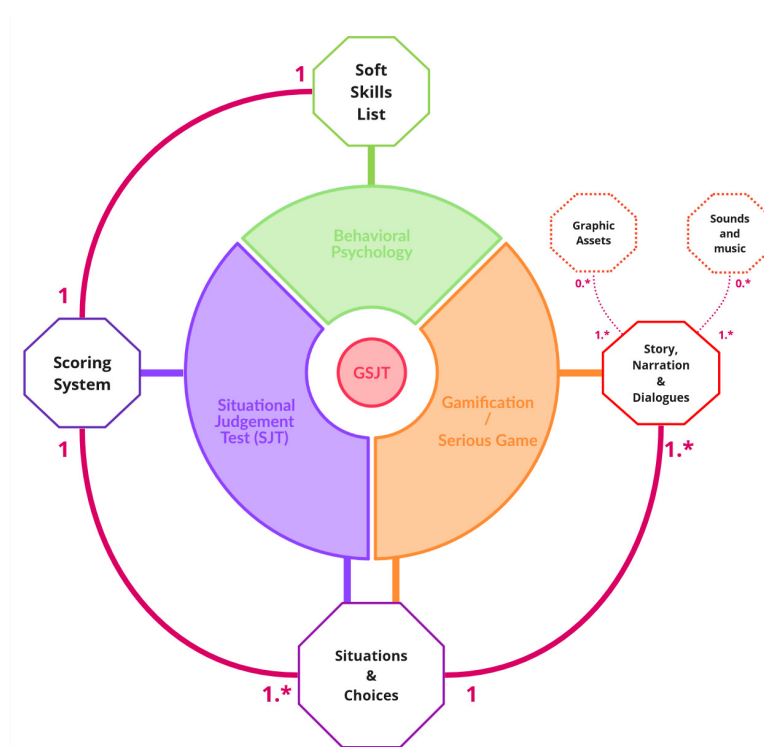 Soft
Skills
List
1
1
Behavioral
Psychology
Graphic
Assets
Sounds
and
music
0.*
0.*
1.*
1.*
Scoring
System
GSJT
Story,
Narration
&
Dialogues
Situational
Judgement
Test (SJT)
Gamification
/
Serious Game
1
1.*
Situations
&
Choices
1.*
1